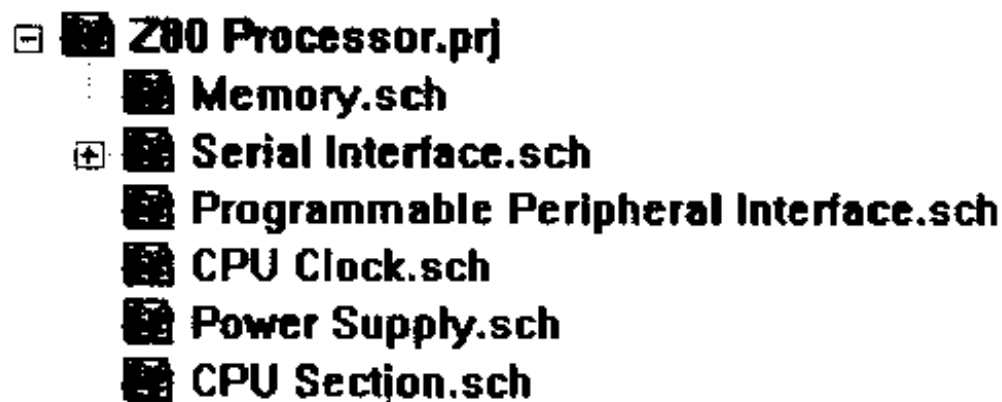 Z80 Processor.prj
Memory.sch
Serial Interface.sch
Programmable Peripheral Interface.sch
CPU Clock.sch
Power Supply.sch
CPU Section.sch